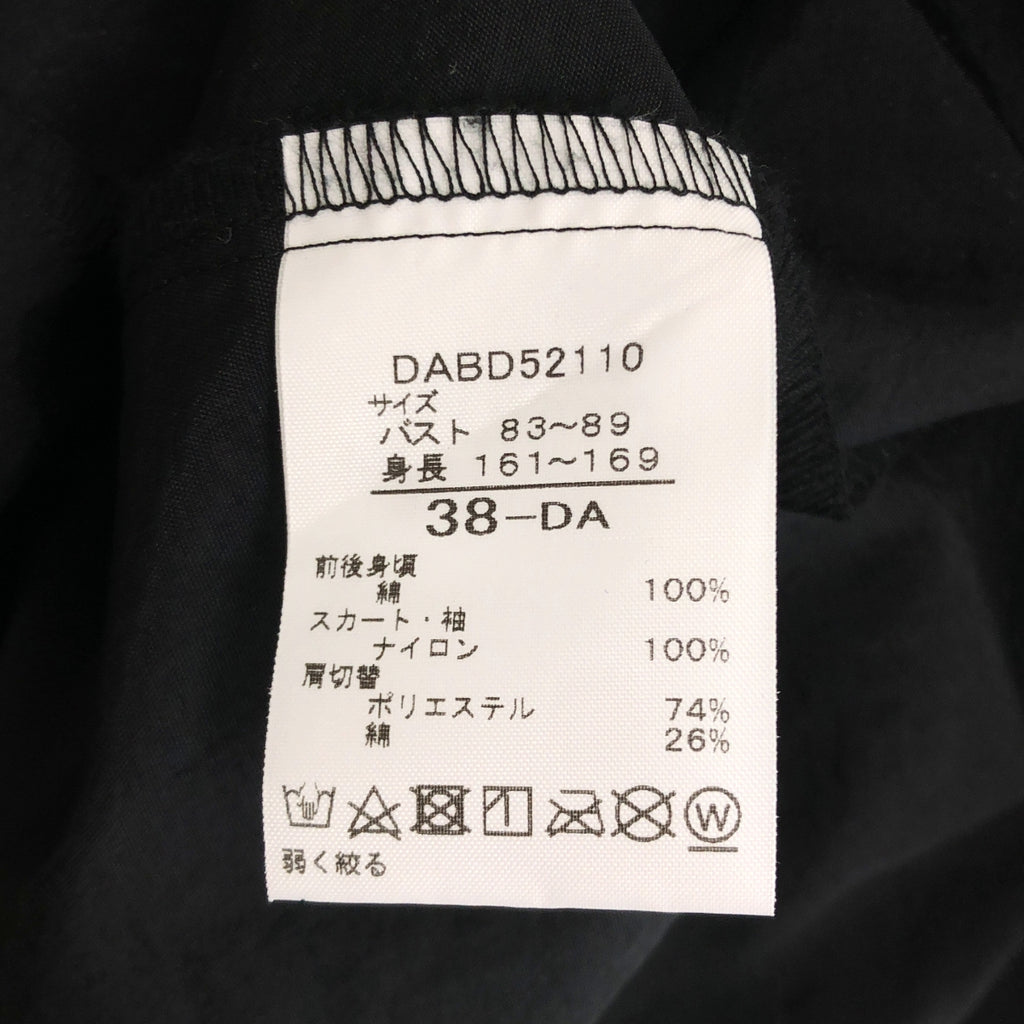 DABD52110
サイズ
バスト 83〜89
身長 161〜169
38-DA
前後身頃
綿 100%
スカート・袖
ナイロン 100%
肩切替
ポリエステル 74%
綿 26%
W
弱く絞る